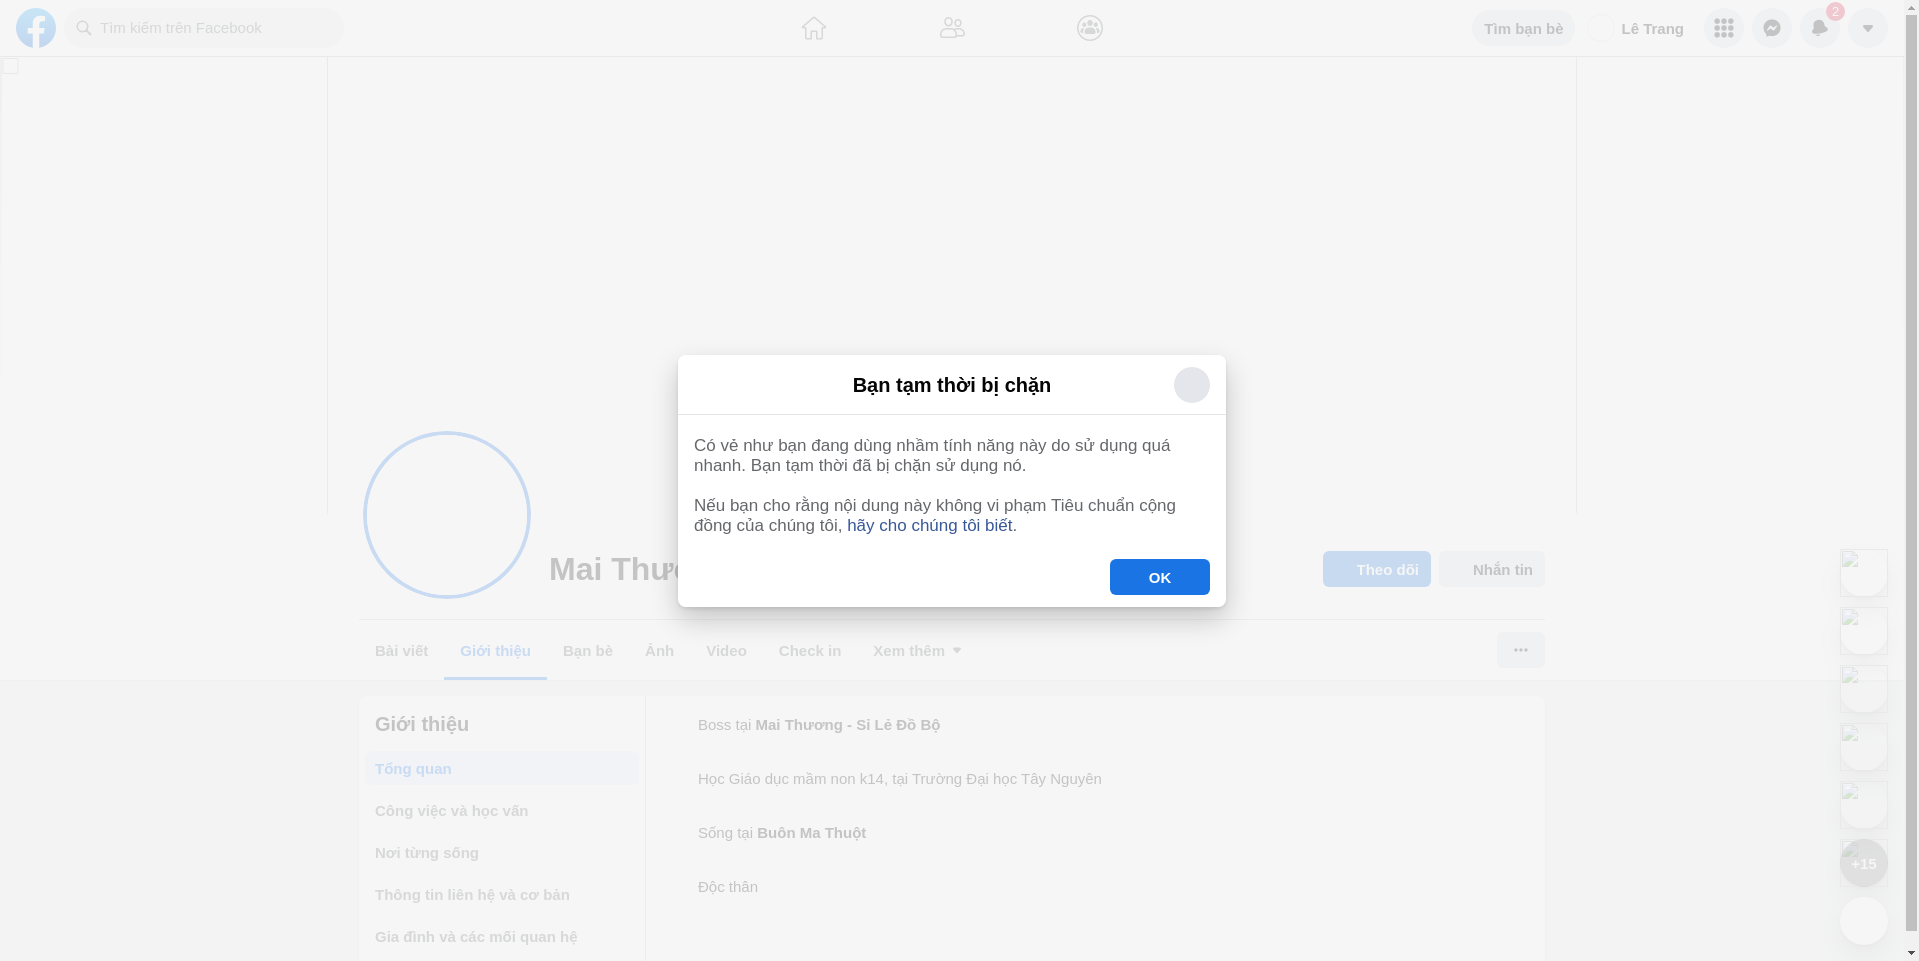 Tìm kiếm trên Facebook
Tìm bạn bè
Lê Trang
2
Bạn tạm thời bị chặn
Có vẻ như bạn đang dùng nhầm tính năng này do sử dụng quá
nhanh. Bạn tạm thời đã bị chặn sử dụng nó.
Nếu bạn cho rằng nội dung này không vi phạm Tiêu chuẩn cộng
đồng của chúng tôi, hãy cho chúng tôi biết.
OK
Mai Thươ
Theo dõi
Nhắn tin
Bài viết
Giới thiệu
Bạn bè
Ảnh
Video
Check in
Xem thêm
Giới thiệu
Tổng quan
Công việc và học vấn
Nơi từng sống
Thông tin liên hệ và cơ bản
Gia đình và các mối quan hệ
Boss tại Mai Thương - Sỉ Lẻ Đồ Bộ
Học Giáo dục mầm non k14, tại Trường Đại học Tây Nguyên
Sống tại Buôn Ma Thuột
Độc thân
+15